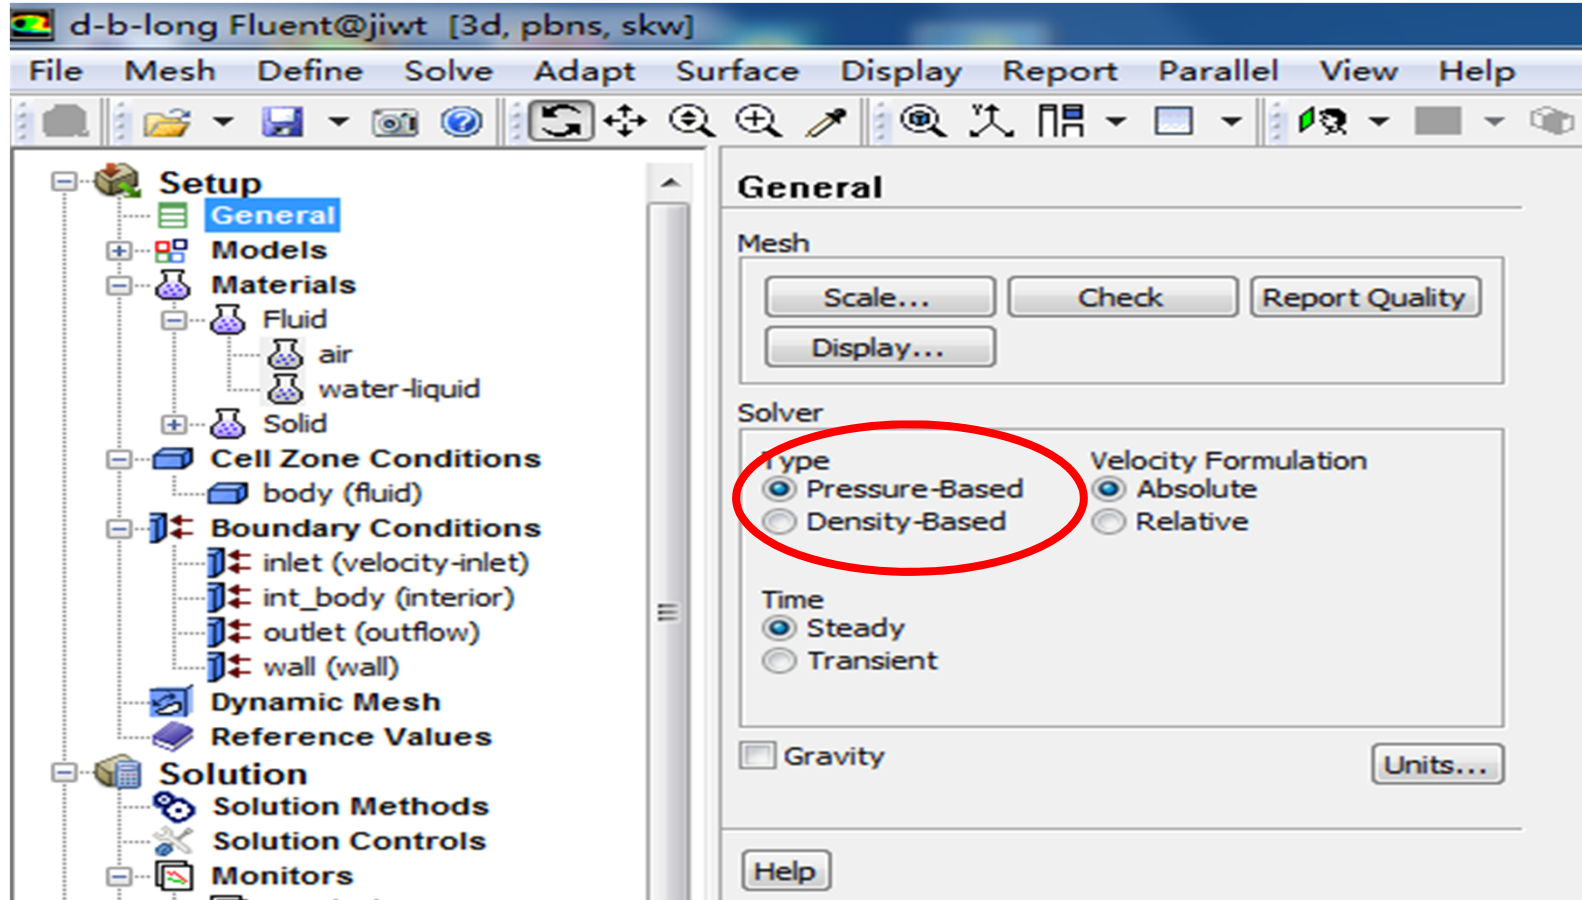 d-b-long Fluent@jiwt [3d, pbns, skw]
File Mesh Define Solve Adapt Surface Display Report Parallel View Help
Setup
General
Models
Materials
Fluid
air
water-liquid
Solid
Cell Zone Conditions
body (fluid)
Boundary Conditions
inlet (velocity-inlet)
int_body (interior)
outlet (outflow)
wall (wall)
Dynamic Mesh
Reference Values
Solution
Solution Methods
Solution Controls
Monitors
General
Mesh
Scale... Check Report Quality
Display...
Solver
Type Velocity Formulation
Pressure-Based Absolute
Density-Based Relative
Time
Steady
Transient
Gravity Units...
Help